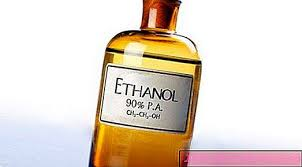 ETHANOL
90% P.A.
CH₃-CH₂-OH